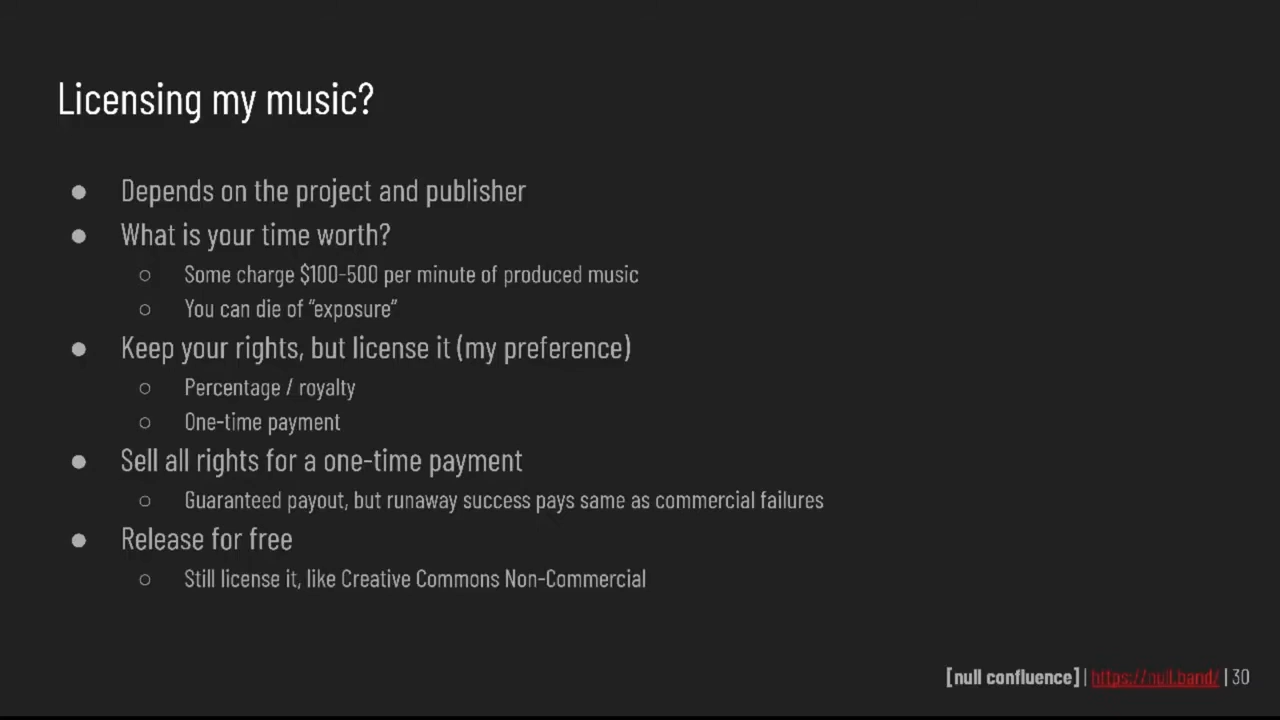 Licensing my music?
● Depends on the project and publisher
● What is your time worth?
○ Some charge $100-500 per minute of produced music
○ You can die of “exposure”
● Keep your rights, but license it (my preference)
○ Percentage / royalty
○ One-time payment
● Sell all rights for a one-time payment
○ Guaranteed payout, but runaway success pays same as commercial failures
● Release for free
○ Still license it, like Creative Commons Non-Commercial
[null confluence] | https://null.band/ | 30